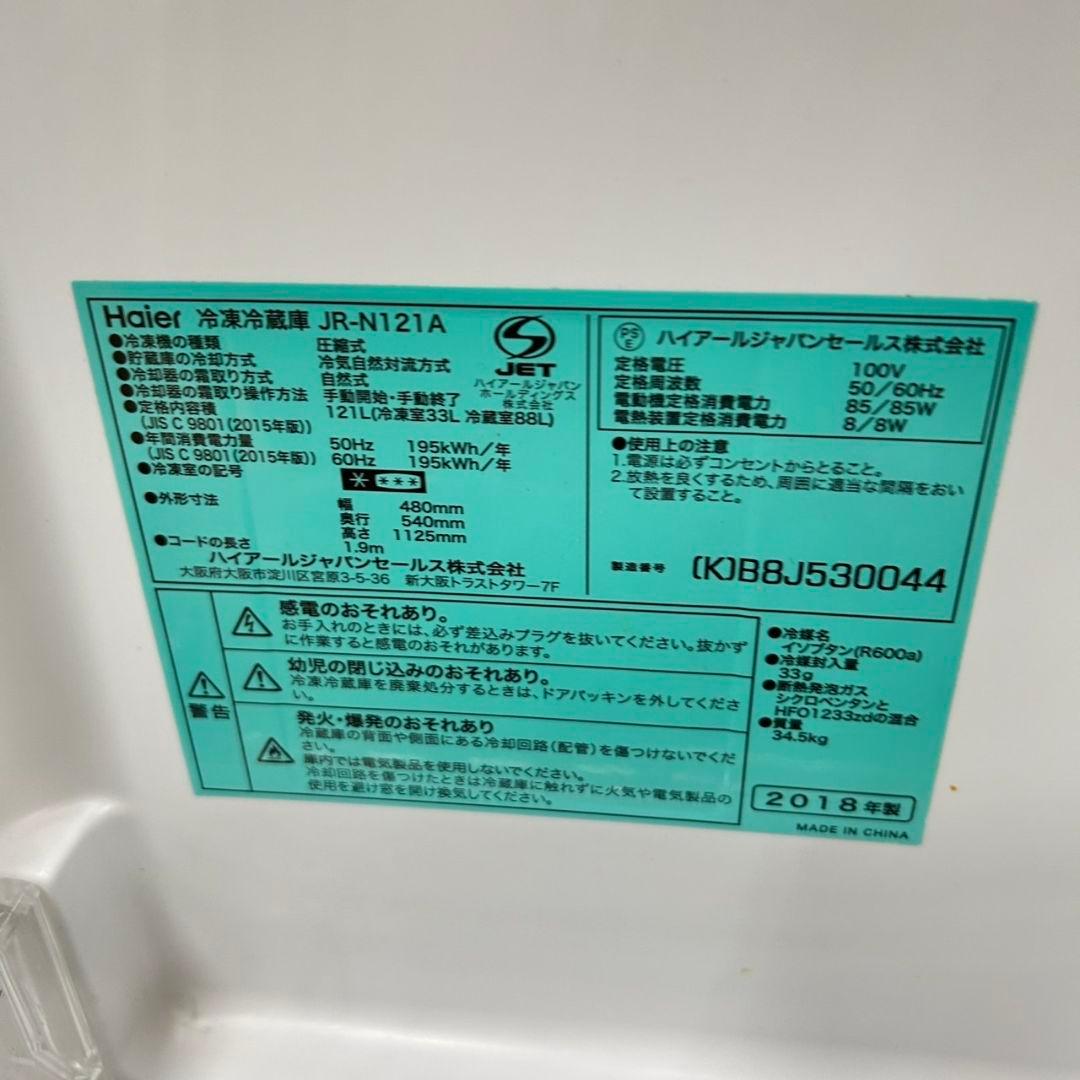 Haier 冷凍冷蔵庫 JR-N121A
●冷凍機の種類 圧縮式
●貯蔵庫の冷却方式 冷気自然対流方式
●冷却器の霜取り方式 自然式
●冷却器の霜取り操作方法 手動開始・手動終了
●定格内容積 121L(冷凍室33L 冷蔵室88L)
(JIS C 9801(2015年版))
●年間消費電力量 50Hz 195kWh/年
(JIS C 9801(2015年版)) 60Hz 195kWh/年
●冷凍室の記号 * ***
●外形寸法 幅 480mm
奥行 540mm
高さ 1125mm
●コードの長さ 1.9m
ハイアールジャパンセールス株式会社
大阪府大阪市淀川区宮原3-5-36 新大阪トラストタワー7F
JET
ハイアールジャパン
ホールディングス
株式会社
PS
E
ハイアールジャパンセールス株式会社
定格電圧 100V
定格周波数 50/60Hz
電動機定格消費電力 85/85W
電熱装置定格消費電力 8/8W
●使用上の注意
1.電源は必ずコンセントからとること。
2.放熱を良くするため、周囲に適当な間隔をおい
て設置すること。
製造番号 (K)B8J530044
警告
感電のおそれあり。
お手入れのときには、必ず差込みプラグを抜いてください。抜かず
に作業すると感電のおそれがあります。
幼児の閉じ込みのおそれあり。
冷凍冷蔵庫を廃棄処分するときは、ドアパッキンを外してくださ
い。
発火・爆発のおそれあり
冷蔵庫の背面や側面にある冷却回路(配管)を傷つけないでくだ
さい。
庫内では電気製品を使用しないでください。
冷却回路を傷つけたときは冷蔵庫に触れずに火気や電気製品の
使用を避け窓を開け換気してください。
●冷媒名
イソブタン(R600a)
●冷媒封入量
33g
●断熱発泡ガス
シクロペンタンと
HFO1233zdの混合
●質量
34.5kg
2018年製
MADE IN CHINA